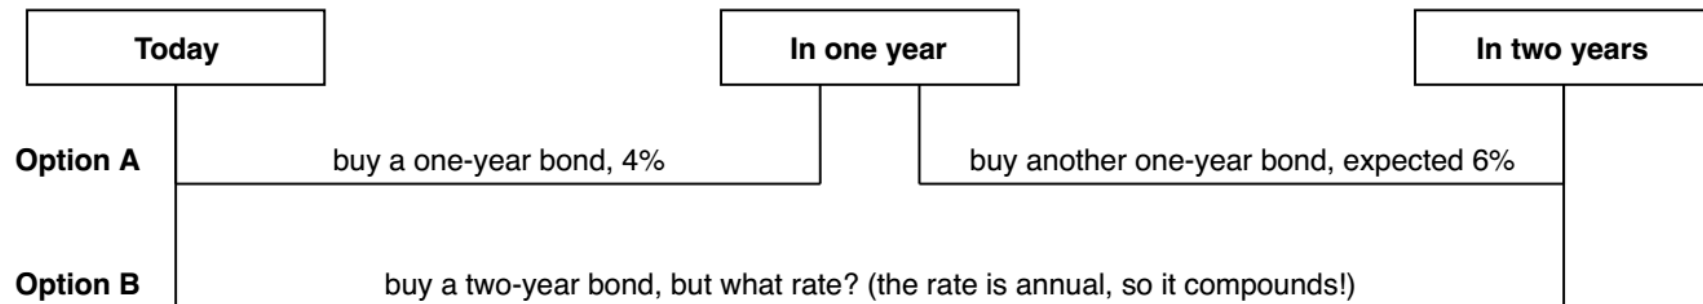 Today
In one year
In two years
Option A
buy a one-year bond, 4%
buy another one-year bond, expected 6%
Option B
buy a two-year bond, but what rate? (the rate is annual, so it compounds!)